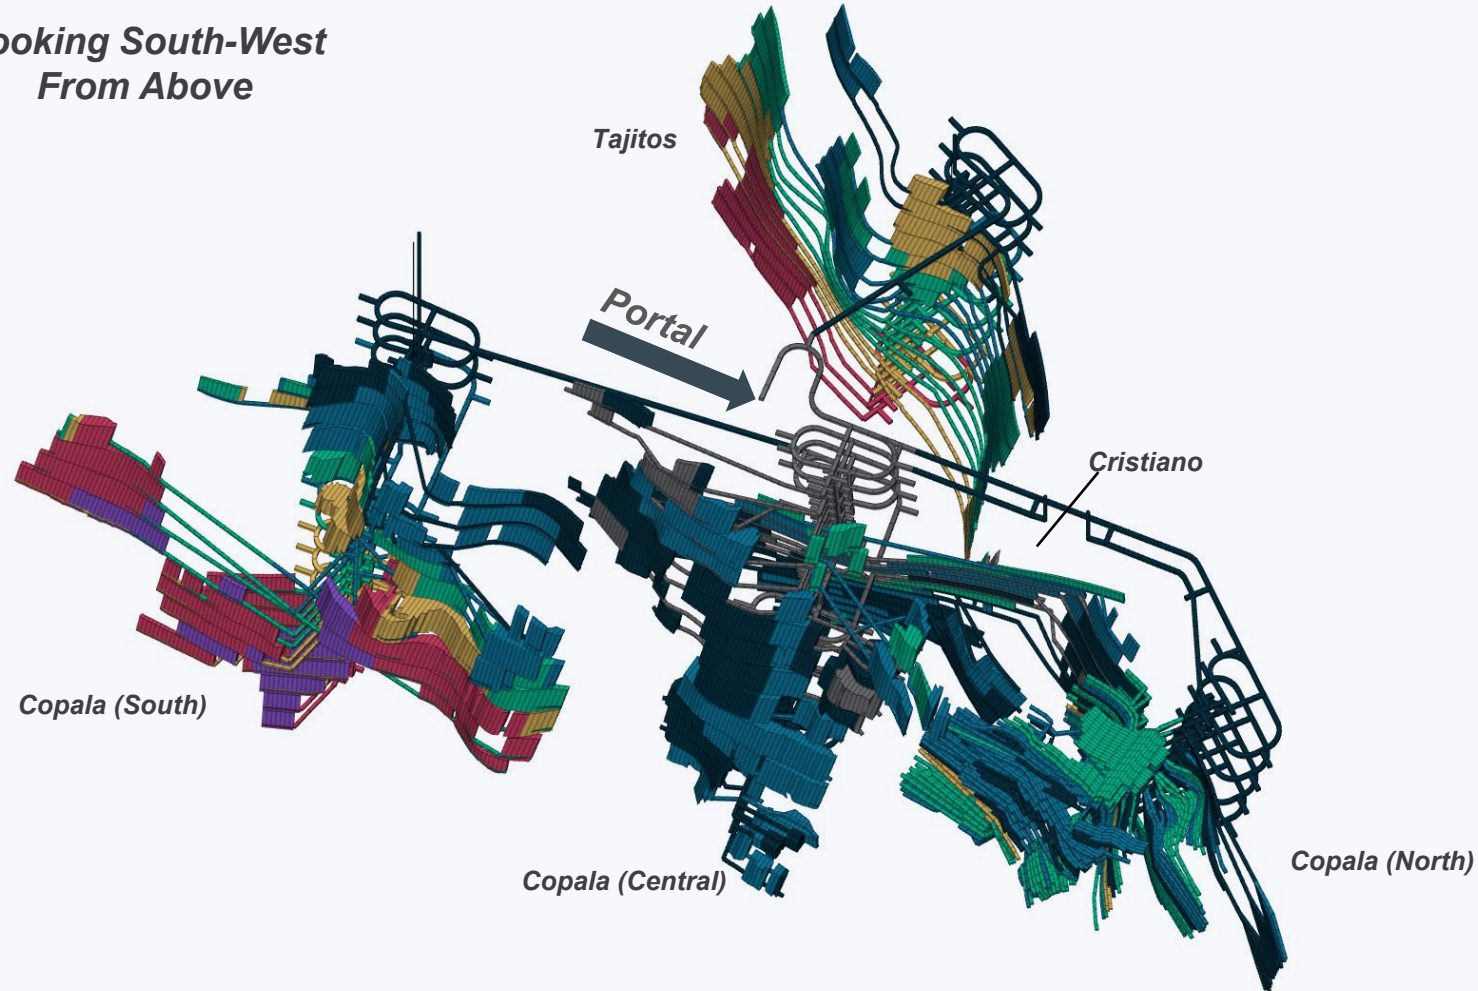 ooking South-West
From Above
Tajitos
Portal
Cristiano
Copala (South)
Copala (Central)
Copala (North)